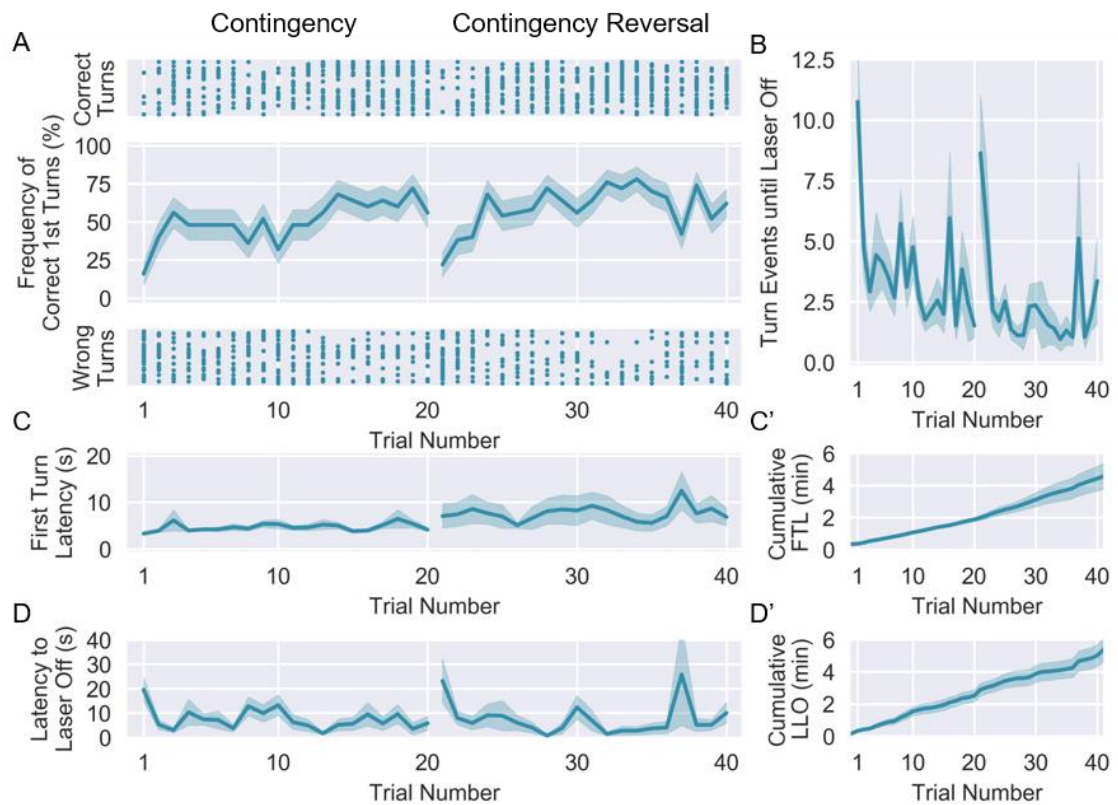 Contingency
Contingency Reversal
A
Correct
Turns
Frequency of
Correct 1st Turns (%)
100
75
50
25
0
Wrong
Turns
1
10
20
30
40
Trial Number
B
Turn Events until Laser Off
12.5
10.0
7.5
5.0
2.5
0.0
1
10
20
30
40
Trial Number
C
First Turn
Latency (s)
20
10
0
1
10
20
30
40
Trial Number
C’
Cumulative
FTL (min)
6
4
2
0
1
10
20
30
40
Trial Number
D
Latency to
Laser Off (s)
40
30
20
10
0
1
10
20
30
40
Trial Number
D’
Cumulative
LLO (min)
6
4
2
0
1
10
20
30
40
Trial Number